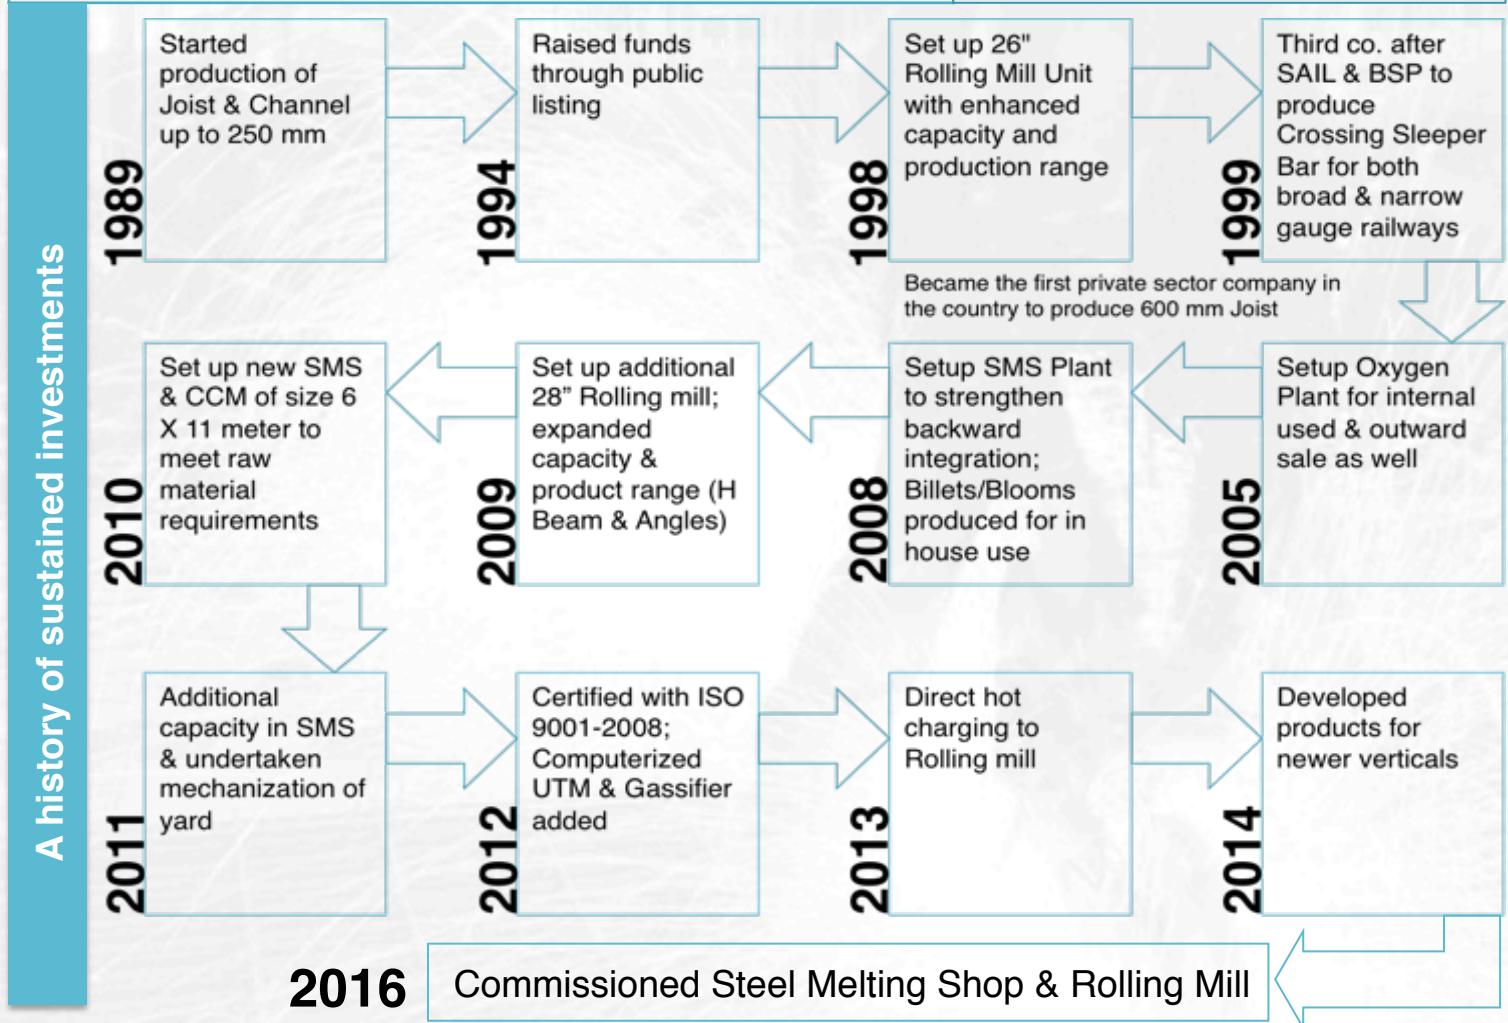 A history of sustained investments
1989
Started
production of
Joist & Channel
up to 250 mm
1994
Raised funds
through public
listing
1998
Set up 26"
Rolling Mill Unit
with enhanced
capacity and
production range
1999
Third co. after
SAIL & BSP to
produce
Crossing Sleeper
Bar for both
broad & narrow
gauge railways
Became the first private sector company in
the country to produce 600 mm Joist
2005
Setup Oxygen
Plant for internal
used & outward
sale as well
2008
Setup SMS Plant
to strengthen
backward
integration;
Billets/Blooms
produced for in
house use
2009
Set up additional
28” Rolling mill;
expanded
capacity &
product range (H
Beam & Angles)
2010
Set up new SMS
& CCM of size 6
X 11 meter to
meet raw
material
requirements
2011
Additional
capacity in SMS
& undertaken
mechanization of
yard
2012
Certified with ISO
9001-2008;
Computerized
UTM & Gassifier
added
2013
Direct hot
charging to
Rolling mill
2014
Developed
products for
newer verticals
2016
Commissioned Steel Melting Shop & Rolling Mill